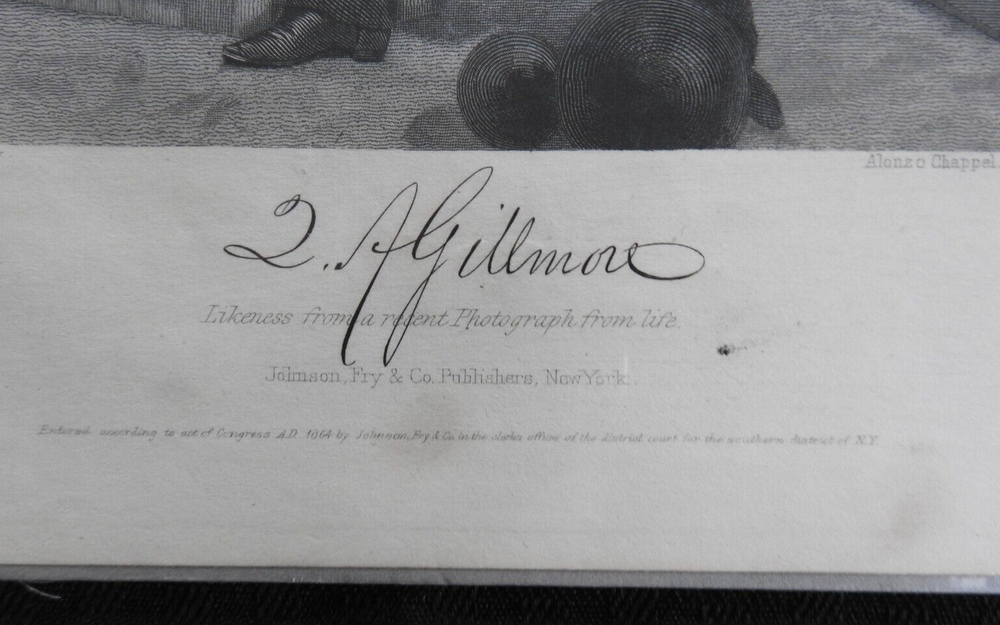 Alonzo Chappel
Q. A Gillmore
Likeness from a recent Photograph from life.
Johnson, Fry & Co. Publishers, New York.
Entered according to act of Congress A.D. 1864 by Johnson, Fry & Co. in the clerks office of the district court for the southern district of N.Y.